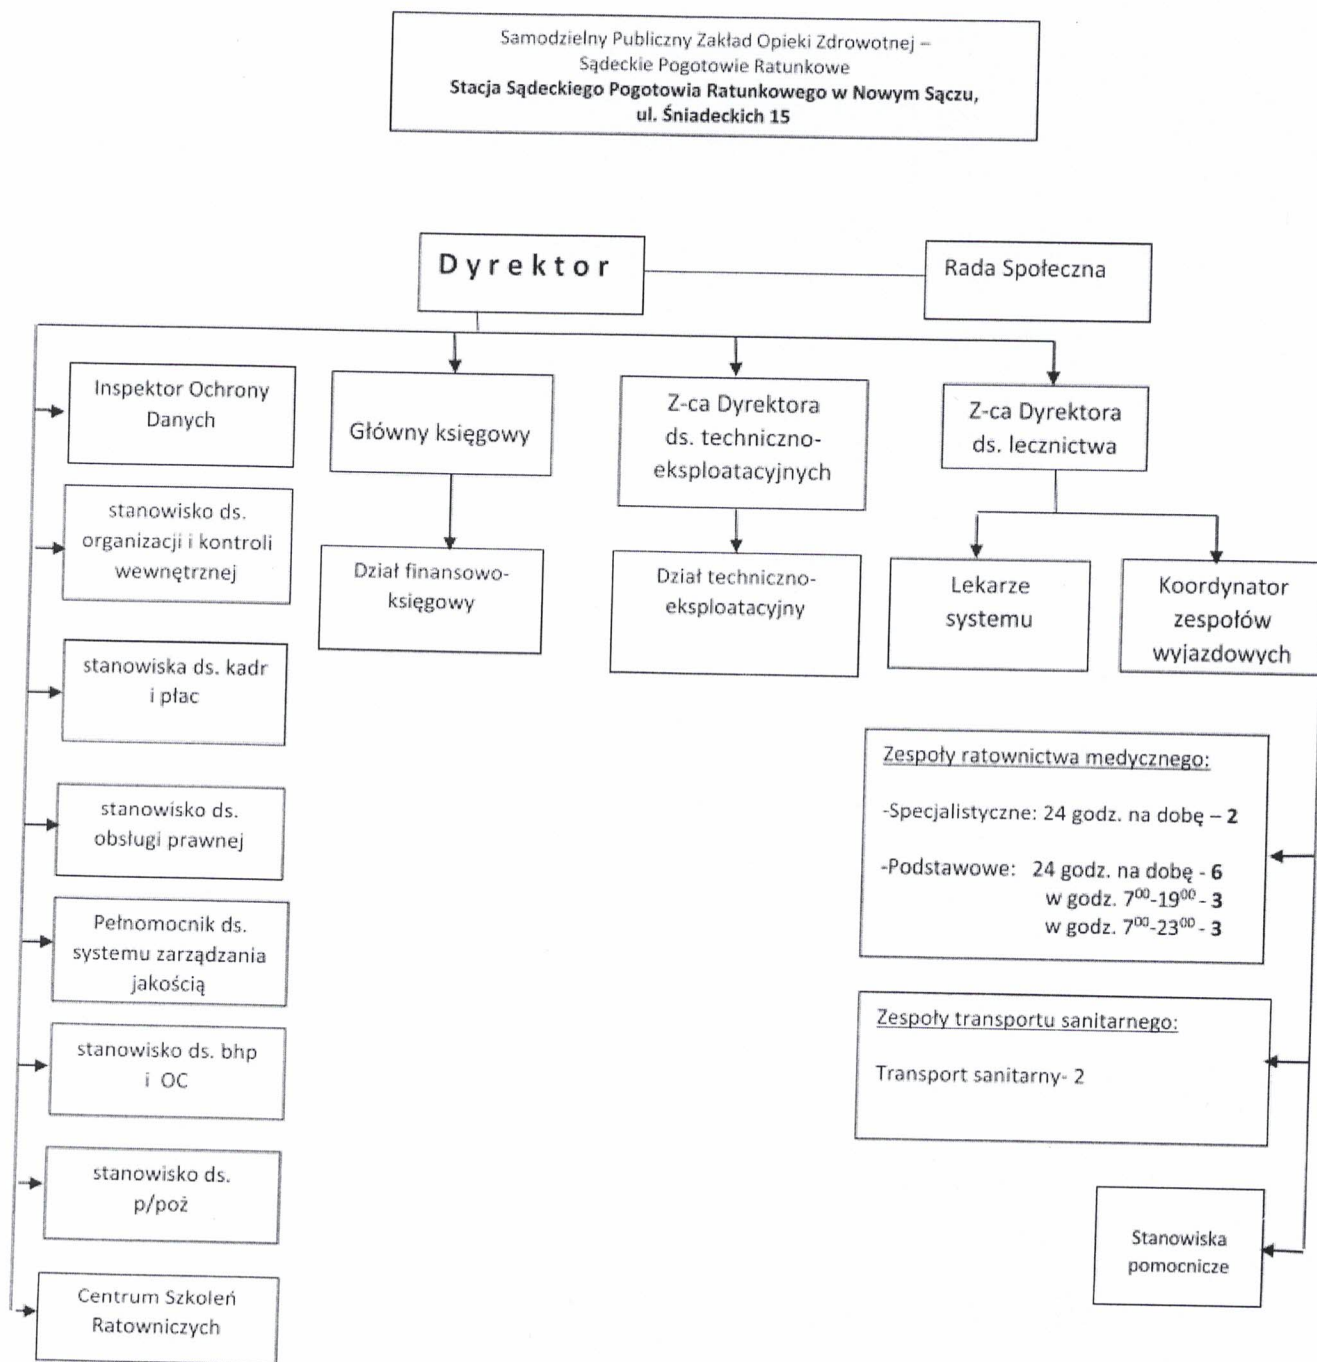 Samodzielny Publiczny Zakład Opieki Zdrowotnej –
Sądeckie Pogotowie Ratunkowe
Stacja Sądeckiego Pogotowia Ratunkowego w Nowym Sączu,
ul. Śniadeckich 15
Dyrektor
Rada Społeczna
Inspektor Ochrony
Danych
Główny księgowy
Z-ca Dyrektora
ds. techniczno-
eksploatacyjnych
Z-ca Dyrektora
ds. lecznictwa
stanowisko ds.
organizacji i kontroli
wewnętrznej
Dział finansowo-
księgowy
Dział techniczno-
eksploatacyjny
Lekarze
systemu
Koordynator
zespołów
wyjazdowych
stanowiska ds. kadr
i płac
stanowisko ds.
obsługi prawnej
Pełnomocnik ds.
systemu zarządzania
jakością
stanowisko ds. bhp
i OC
stanowisko ds.
p/poż
Centrum Szkoleń
Ratowniczych
Zespoły ratownictwa medycznego:
-Specjalistyczne: 24 godz. na dobę – 2
-Podstawowe: 24 godz. na dobę - 6
w godz. 7⁰⁰-19⁰⁰ - 3
w godz. 7⁰⁰-23⁰⁰ - 3
Zespoły transportu sanitarnego:
Transport sanitarny- 2
Stanowiska
pomocnicze